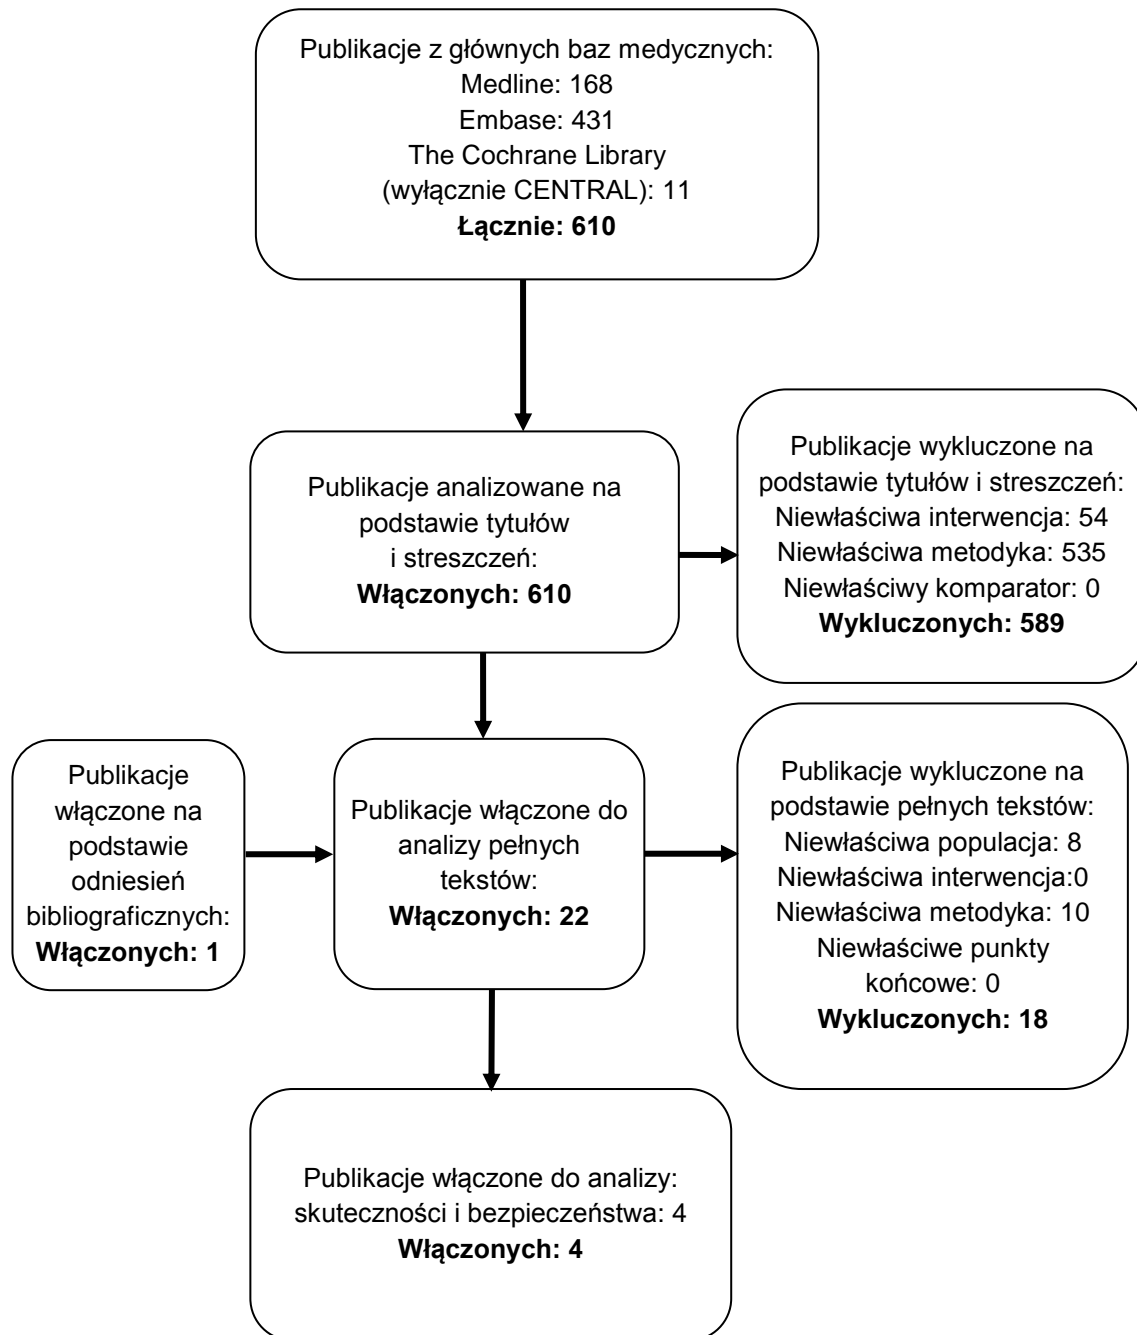 Publikacje z głównych baz medycznych:
Medline: 168
Embase: 431
The Cochrane Library
(wyłącznie CENTRAL): 11
Łącznie: 610
Publikacje analizowane na
podstawie tytułów
i streszczeń:
Włączonych: 610
Publikacje wykluczone na
podstawie tytułów i streszczeń:
Niewłaściwa interwencja: 54
Niewłaściwa metodyka: 535
Niewłaściwy komparator: 0
Wykluczonych: 589
Publikacje
włączone na
podstawie
odniesień
bibliograficznych:
Włączonych: 1
Publikacje włączone do
analizy pełnych
tekstów:
Włączonych: 22
Publikacje wykluczone na
podstawie pełnych tekstów:
Niewłaściwa populacja: 8
Niewłaściwa interwencja:0
Niewłaściwa metodyka: 10
Niewłaściwe punkty
końcowe: 0
Wykluczonych: 18
Publikacje włączone do analizy:
skuteczności i bezpieczeństwa: 4
Włączonych: 4